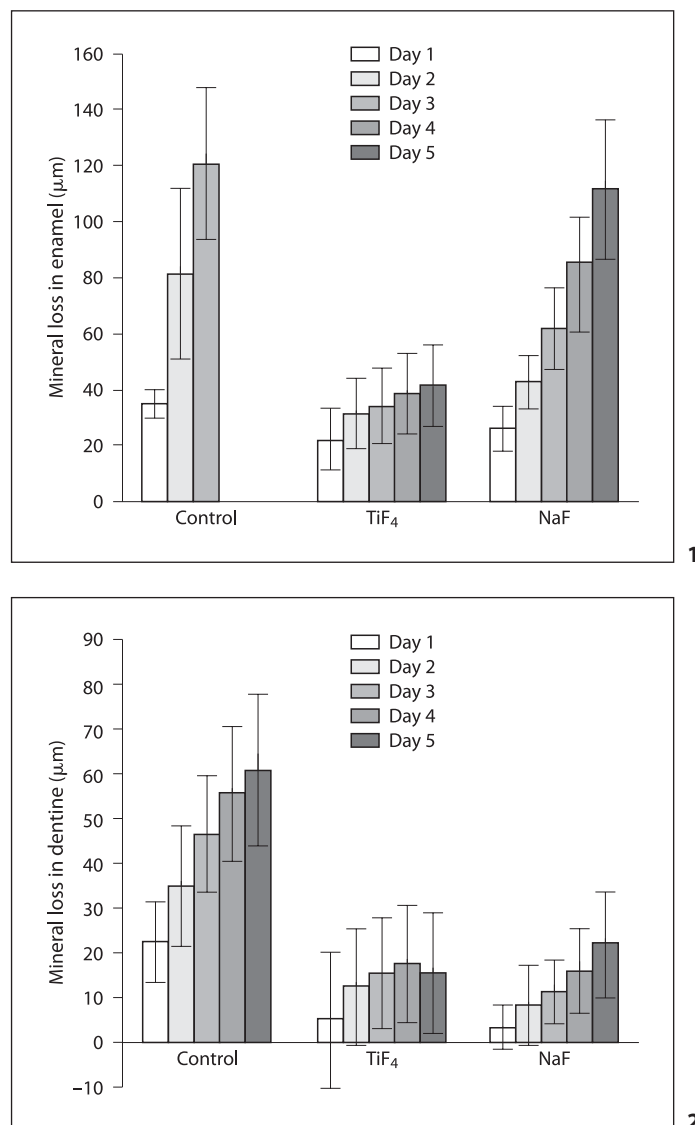 160
140
120
100
80
60
40
20
0
Mineral loss in enamel (μm)
Day 1
Day 2
Day 3
Day 4
Day 5
Control
TiF₄
NaF
1
90
80
70
60
50
40
30
20
10
0
–10
Mineral loss in dentine (μm)
Day 1
Day 2
Day 3
Day 4
Day 5
Control
TiF₄
NaF
2